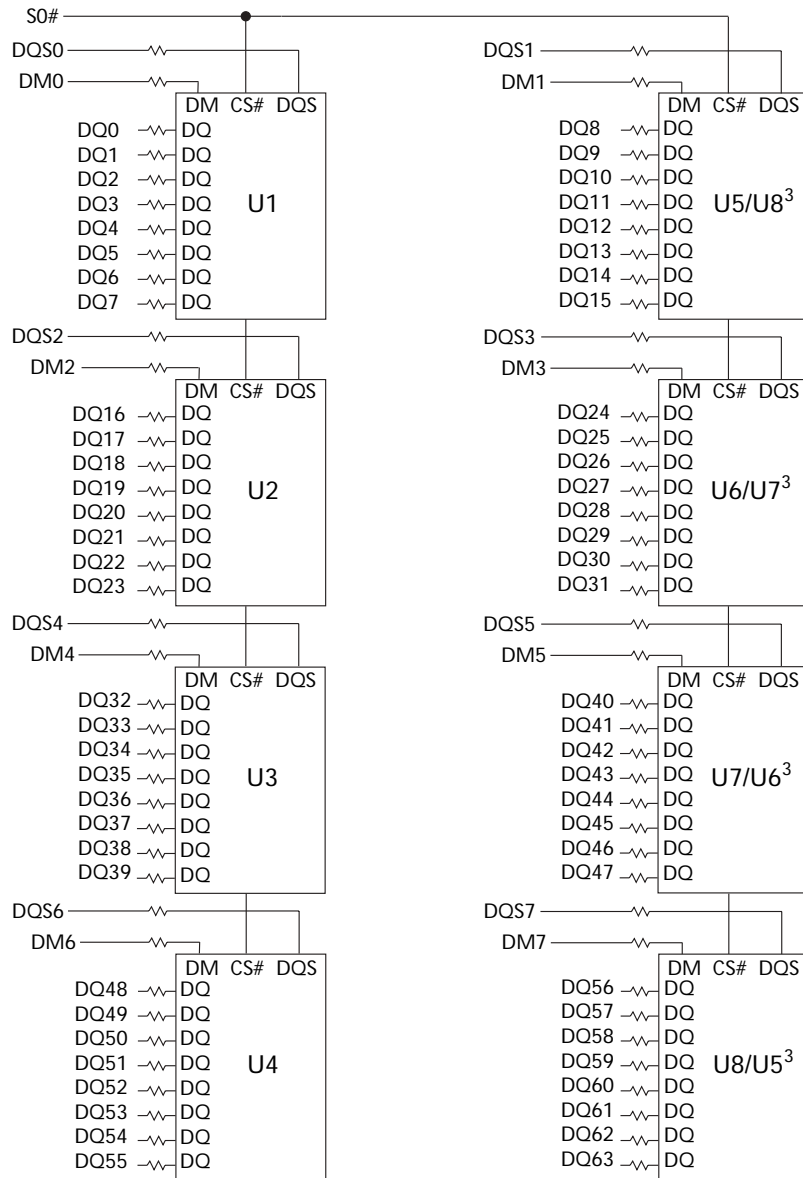 S0#
DQS0
DM0
DM CS# DQS
DQ0 DQ
DQ1 DQ
DQ2 DQ
DQ3 DQ
DQ4 DQ
DQ5 DQ
DQ6 DQ
DQ7 DQ
U1
DQS1
DM1
DM CS# DQS
DQ8 DQ
DQ9 DQ
DQ10 DQ
DQ11 DQ
DQ12 DQ
DQ13 DQ
DQ14 DQ
DQ15 DQ
U5/U8³
DQS2
DM2
DM CS# DQS
DQ16 DQ
DQ17 DQ
DQ18 DQ
DQ19 DQ
DQ20 DQ
DQ21 DQ
DQ22 DQ
DQ23 DQ
U2
DQS3
DM3
DM CS# DQS
DQ24 DQ
DQ25 DQ
DQ26 DQ
DQ27 DQ
DQ28 DQ
DQ29 DQ
DQ30 DQ
DQ31 DQ
U6/U7³
DQS4
DM4
DM CS# DQS
DQ32 DQ
DQ33 DQ
DQ34 DQ
DQ35 DQ
DQ36 DQ
DQ37 DQ
DQ38 DQ
DQ39 DQ
U3
DQS5
DM5
DM CS# DQS
DQ40 DQ
DQ41 DQ
DQ42 DQ
DQ43 DQ
DQ44 DQ
DQ45 DQ
DQ46 DQ
DQ47 DQ
U7/U6³
DQS6
DM6
DM CS# DQS
DQ48 DQ
DQ49 DQ
DQ50 DQ
DQ51 DQ
DQ52 DQ
DQ53 DQ
DQ54 DQ
DQ55 DQ
U4
DQS7
DM7
DM CS# DQS
DQ56 DQ
DQ57 DQ
DQ58 DQ
DQ59 DQ
DQ60 DQ
DQ61 DQ
DQ62 DQ
DQ63 DQ
U8/U5³